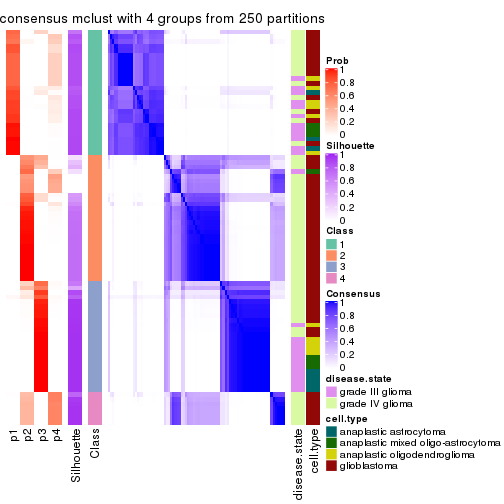 consensus mclust with 4 groups from 250 partitions
Prob
1
0.8
0.6
0.4
0.2
0
Silhouette
1
0.8
0.6
0.4
0.2
0
Class
1
2
3
4
Consensus
1
0.8
0.6
0.4
0.2
0
disease.state
grade III glioma
grade IV glioma
cell.type
anaplastic astrocytoma
anaplastic mixed oligo-astrocytoma
anaplastic oligodendroglioma
glioblastoma
p1
p2
p3
p4
Silhouette
Class
disease.state
cell.type